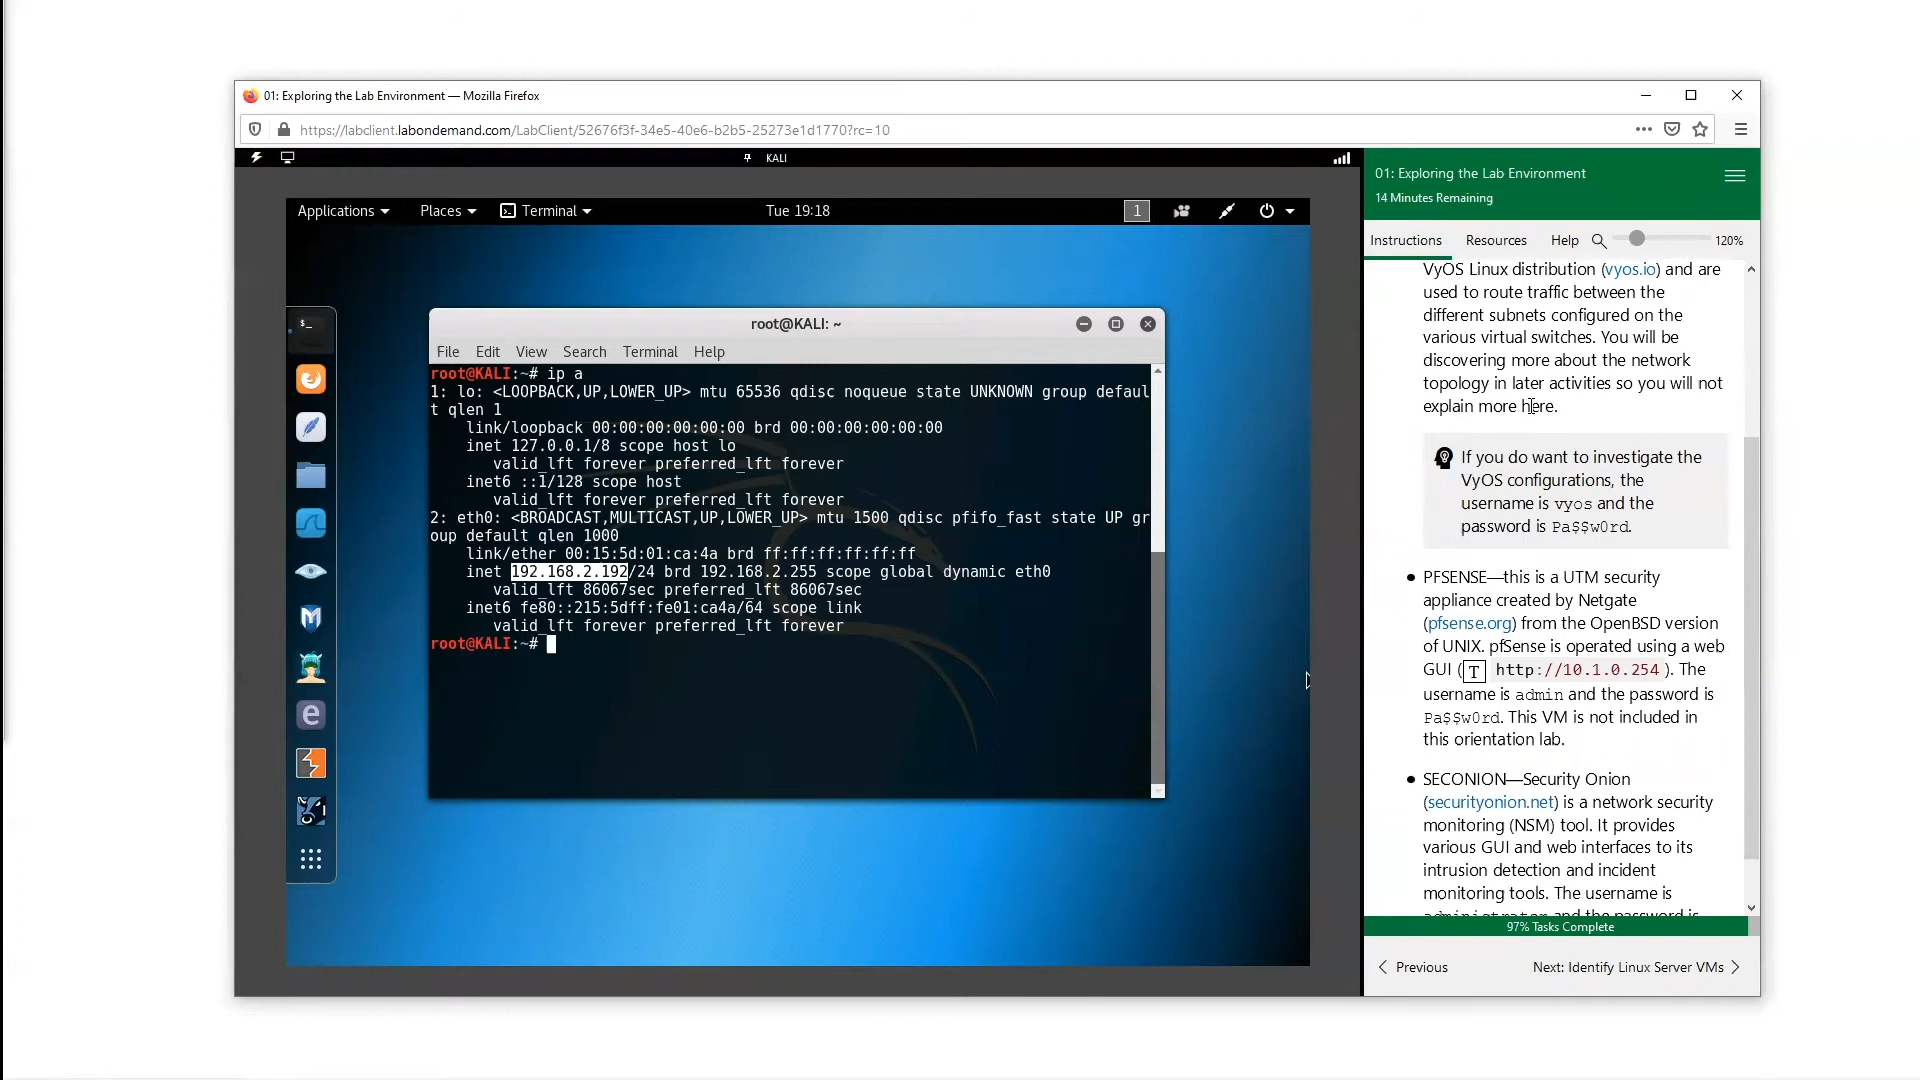 01: Exploring the Lab Environment — Mozilla Firefox
https://labclient.labondemand.com/LabClient/52676f3f-34e5-40e6-b2b5-25273e1d1770?rc=10
KALI
Applications Places Terminal Tue 19:18 1
root@KALI: ~
File Edit View Search Terminal Help
root@KALI:~# ip a
1: lo: <LOOPBACK,UP,LOWER_UP> mtu 65536 qdisc noqueue state UNKNOWN group defaul
t qlen 1
link/loopback 00:00:00:00:00:00 brd 00:00:00:00:00:00
inet 127.0.0.1/8 scope host lo
valid_lft forever preferred_lft forever
inet6 ::1/128 scope host
valid_lft forever preferred_lft forever
2: eth0: <BROADCAST,MULTICAST,UP,LOWER_UP> mtu 1500 qdisc pfifo_fast state UP gr
oup default qlen 1000
link/ether 00:15:5d:01:ca:4a brd ff:ff:ff:ff:ff:ff
inet 192.168.2.192/24 brd 192.168.2.255 scope global dynamic eth0
valid_lft 86067sec preferred_lft 86067sec
inet6 fe80::215:5dff:fe01:ca4a/64 scope link
valid_lft forever preferred_lft forever
root@KALI:~#
01: Exploring the Lab Environment
14 Minutes Remaining
Instructions Resources Help 120%
VyOS Linux distribution (vyos.io) and are
used to route traffic between the
different subnets configured on the
various virtual switches. You will be
discovering more about the network
topology in later activities so you will not
explain more here.
If you do want to investigate the
VyOS configurations, the
username is vyos and the
password is Pa$$w0rd.
• PFSENSE—this is a UTM security
appliance created by Netgate
(pfsense.org) from the OpenBSD version
of UNIX. pfSense is operated using a web
GUI (T http://10.1.0.254 ). The
username is admin and the password is
Pa$$w0rd. This VM is not included in
this orientation lab.
• SECONION—Security Onion
(securityonion.net) is a network security
monitoring (NSM) tool. It provides
various GUI and web interfaces to its
intrusion detection and incident
monitoring tools. The username is
administrator and the password is
97% Tasks Complete
Previous Next: Identify Linux Server VMs